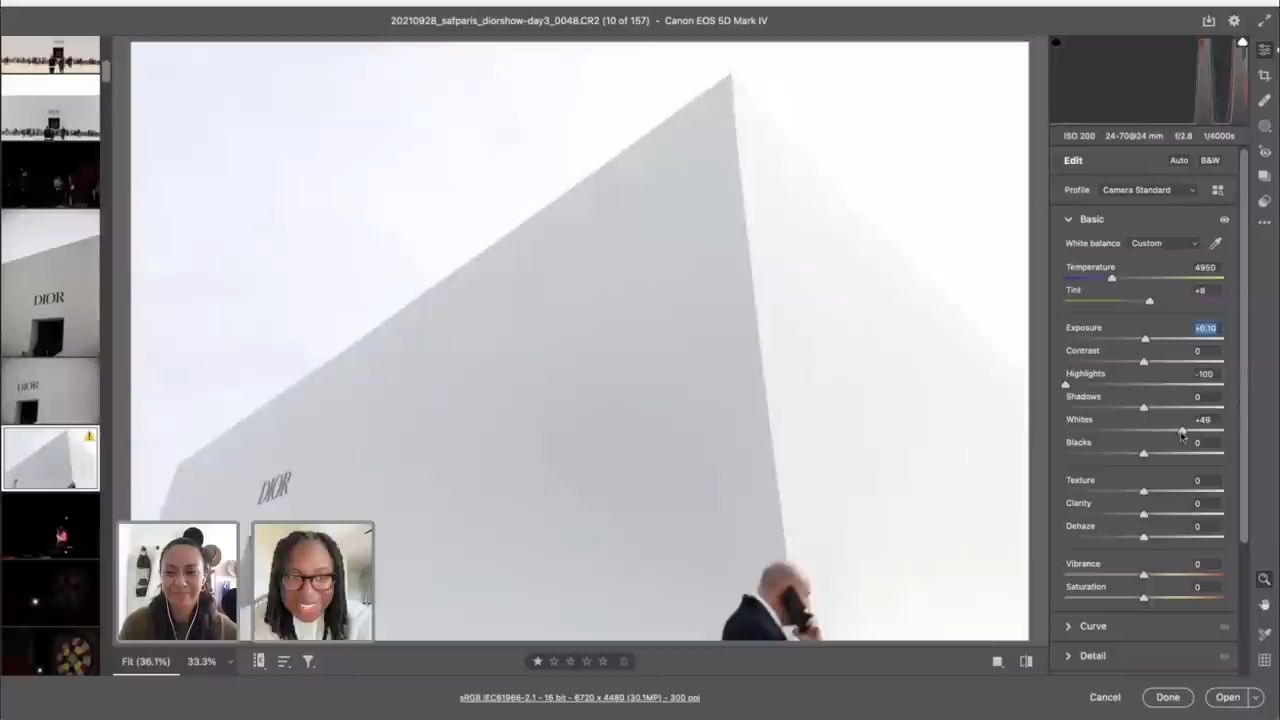 20210928_safparis_diorshow-day3_0048.CR2 (10 of 157) - Canon EOS 5D Mark IV
DIOR
DIOR
DIOR
ISO 200 24-70@24 mm f/2.8 1/4000s
Edit Auto B&W
Profile Camera Standard
Basic
White balance Custom
Temperature 4950
Tint +8
Exposure +0.10
Contrast 0
Highlights -100
Shadows 0
Whites +49
Blacks 0
Texture 0
Clarity 0
Dehaze 0
Vibrance 0
Saturation 0
Curve
Detail
Fit (36.1%) 33.3%
sRGB IEC61966-2.1 - 16 bit - 6720 x 4480 (30.1MP) - 300 ppi
Cancel Done Open